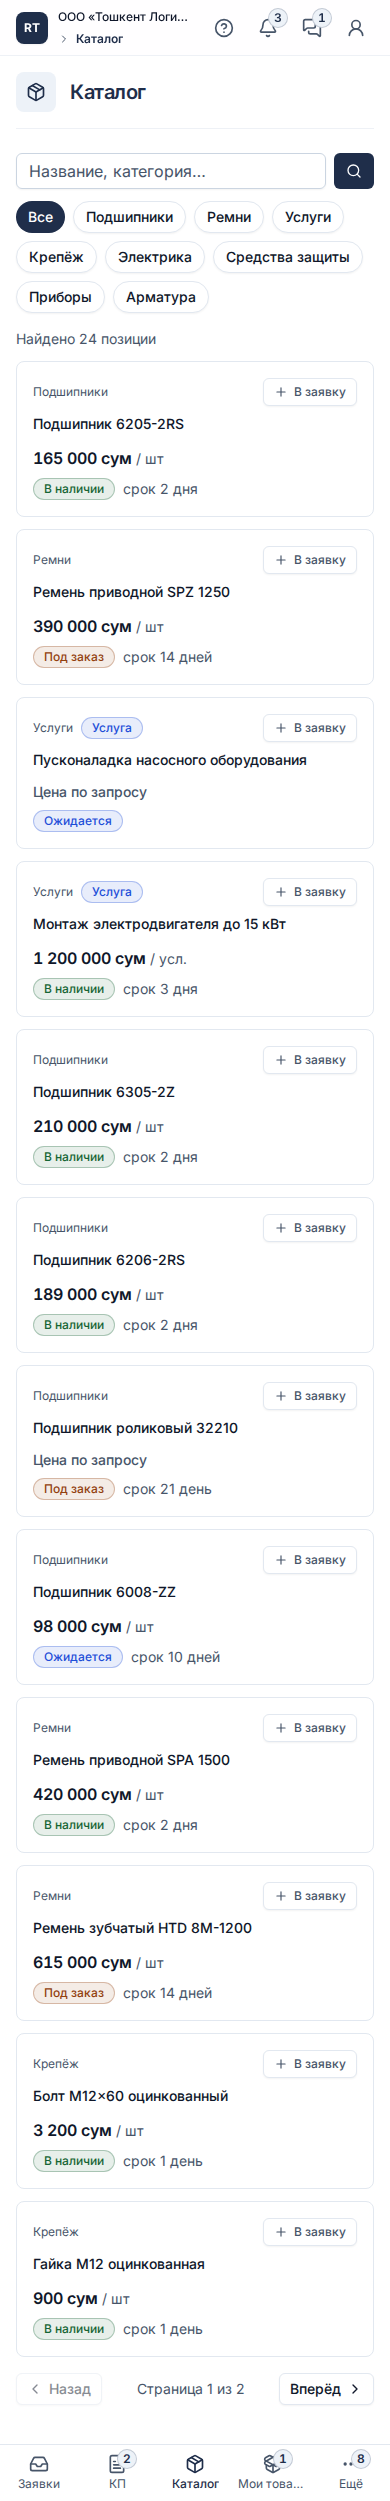 RT
ООО «Тошкент Логи...
Каталог
3
1
Каталог
Название, категория...
Все
Подшипники
Ремни
Услуги
Крепёж
Электрика
Средства защиты
Приборы
Арматура
Найдено 24 позиции
Подшипники
В заявку
Подшипник 6205-2RS
165 000 сум / шт
В наличии срок 2 дня
Ремни
В заявку
Ремень приводной SPZ 1250
390 000 сум / шт
Под заказ срок 14 дней
Услуги Услуга
В заявку
Пусконаладка насосного оборудования
Цена по запросу
Ожидается
Услуги Услуга
В заявку
Монтаж электродвигателя до 15 кВт
1 200 000 сум / усл.
В наличии срок 3 дня
Подшипники
В заявку
Подшипник 6305-2Z
210 000 сум / шт
В наличии срок 2 дня
Подшипники
В заявку
Подшипник 6206-2RS
189 000 сум / шт
В наличии срок 2 дня
Подшипники
В заявку
Подшипник роликовый 32210
Цена по запросу
Под заказ срок 21 день
Подшипники
В заявку
Подшипник 6008-ZZ
98 000 сум / шт
Ожидается срок 10 дней
Ремни
В заявку
Ремень приводной SPA 1500
420 000 сум / шт
В наличии срок 2 дня
Ремни
В заявку
Ремень зубчатый HTD 8M-1200
615 000 сум / шт
Под заказ срок 14 дней
Крепёж
В заявку
Болт М12×60 оцинкованный
3 200 сум / шт
В наличии срок 1 день
Крепёж
В заявку
Гайка М12 оцинкованная
900 сум / шт
В наличии срок 1 день
Назад
Страница 1 из 2
Вперёд
2
1
8
Заявки
КП
Каталог
Мои това...
Ещё